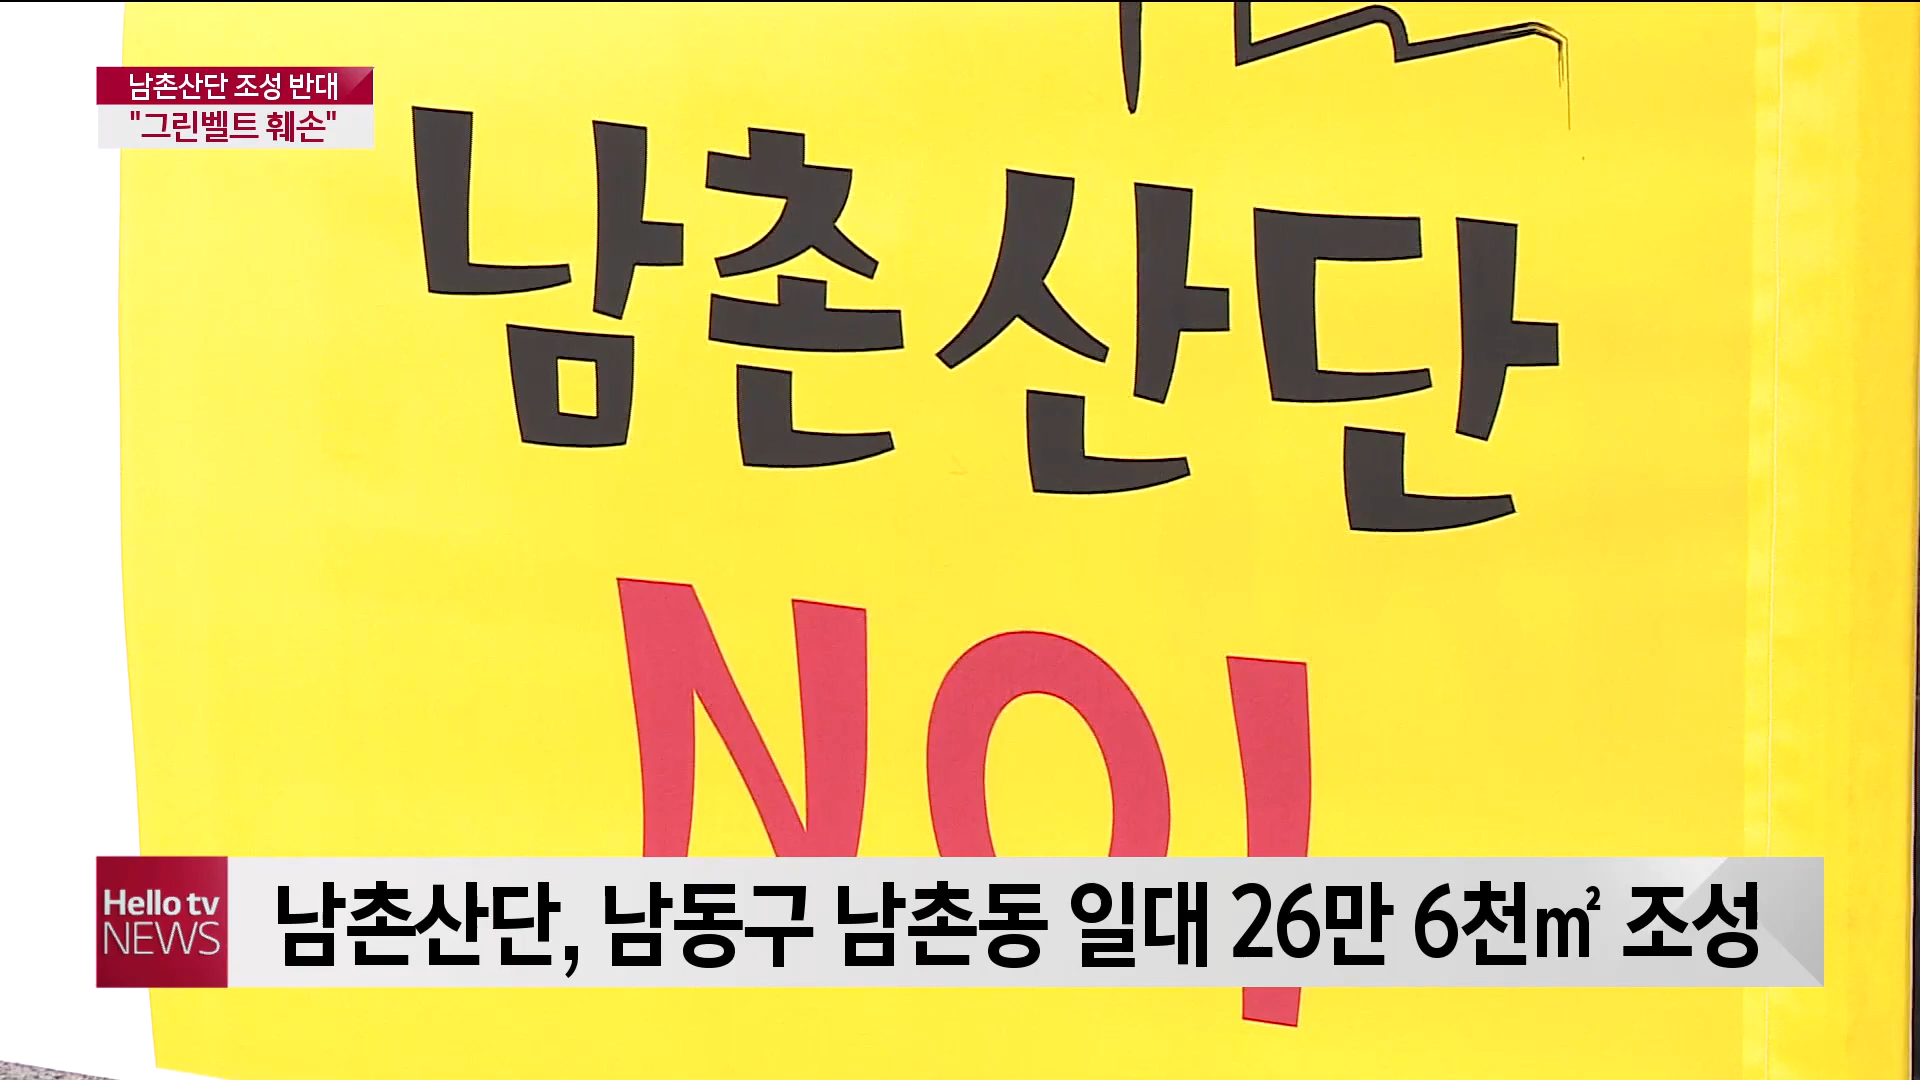 남촌산단 조성 반대
"그린벨트 훼손"
남촌산단
NO!
Hello tv
NEWS
남촌산단, 남동구 남촌동 일대 26만 6천㎡ 조성